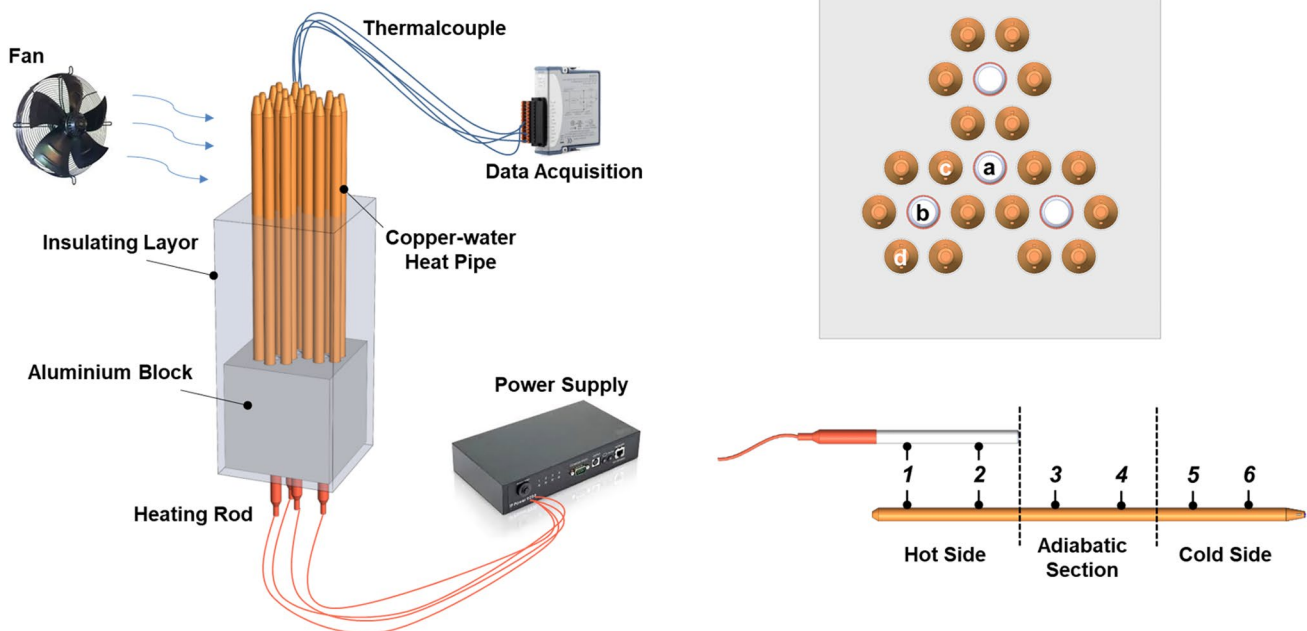 Thermalcouple
Fan
Data Acquisition
Insulating Layor
Copper-water
Heat Pipe
Aluminium Block
Power Supply
Heating Rod
c
a
b
d
1
2
3
4
5
6
Hot Side
Adiabatic
Section
Cold Side